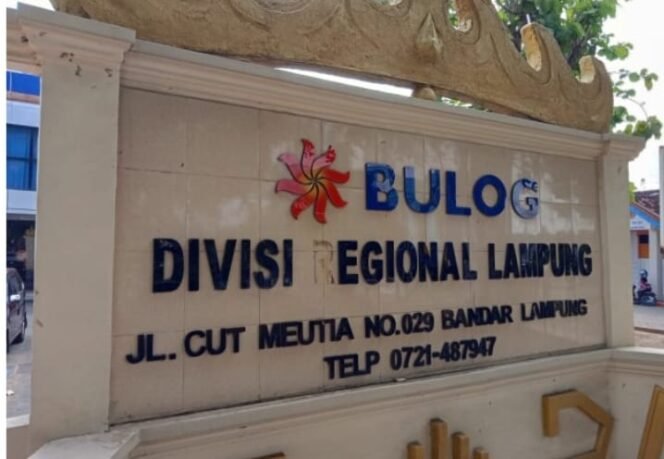 BULOG
DIVISI REGIONAL LAMPUNG
JL. CUT MEUTIA NO.029 BANDAR LAMPUNG
TELP 0721-487947